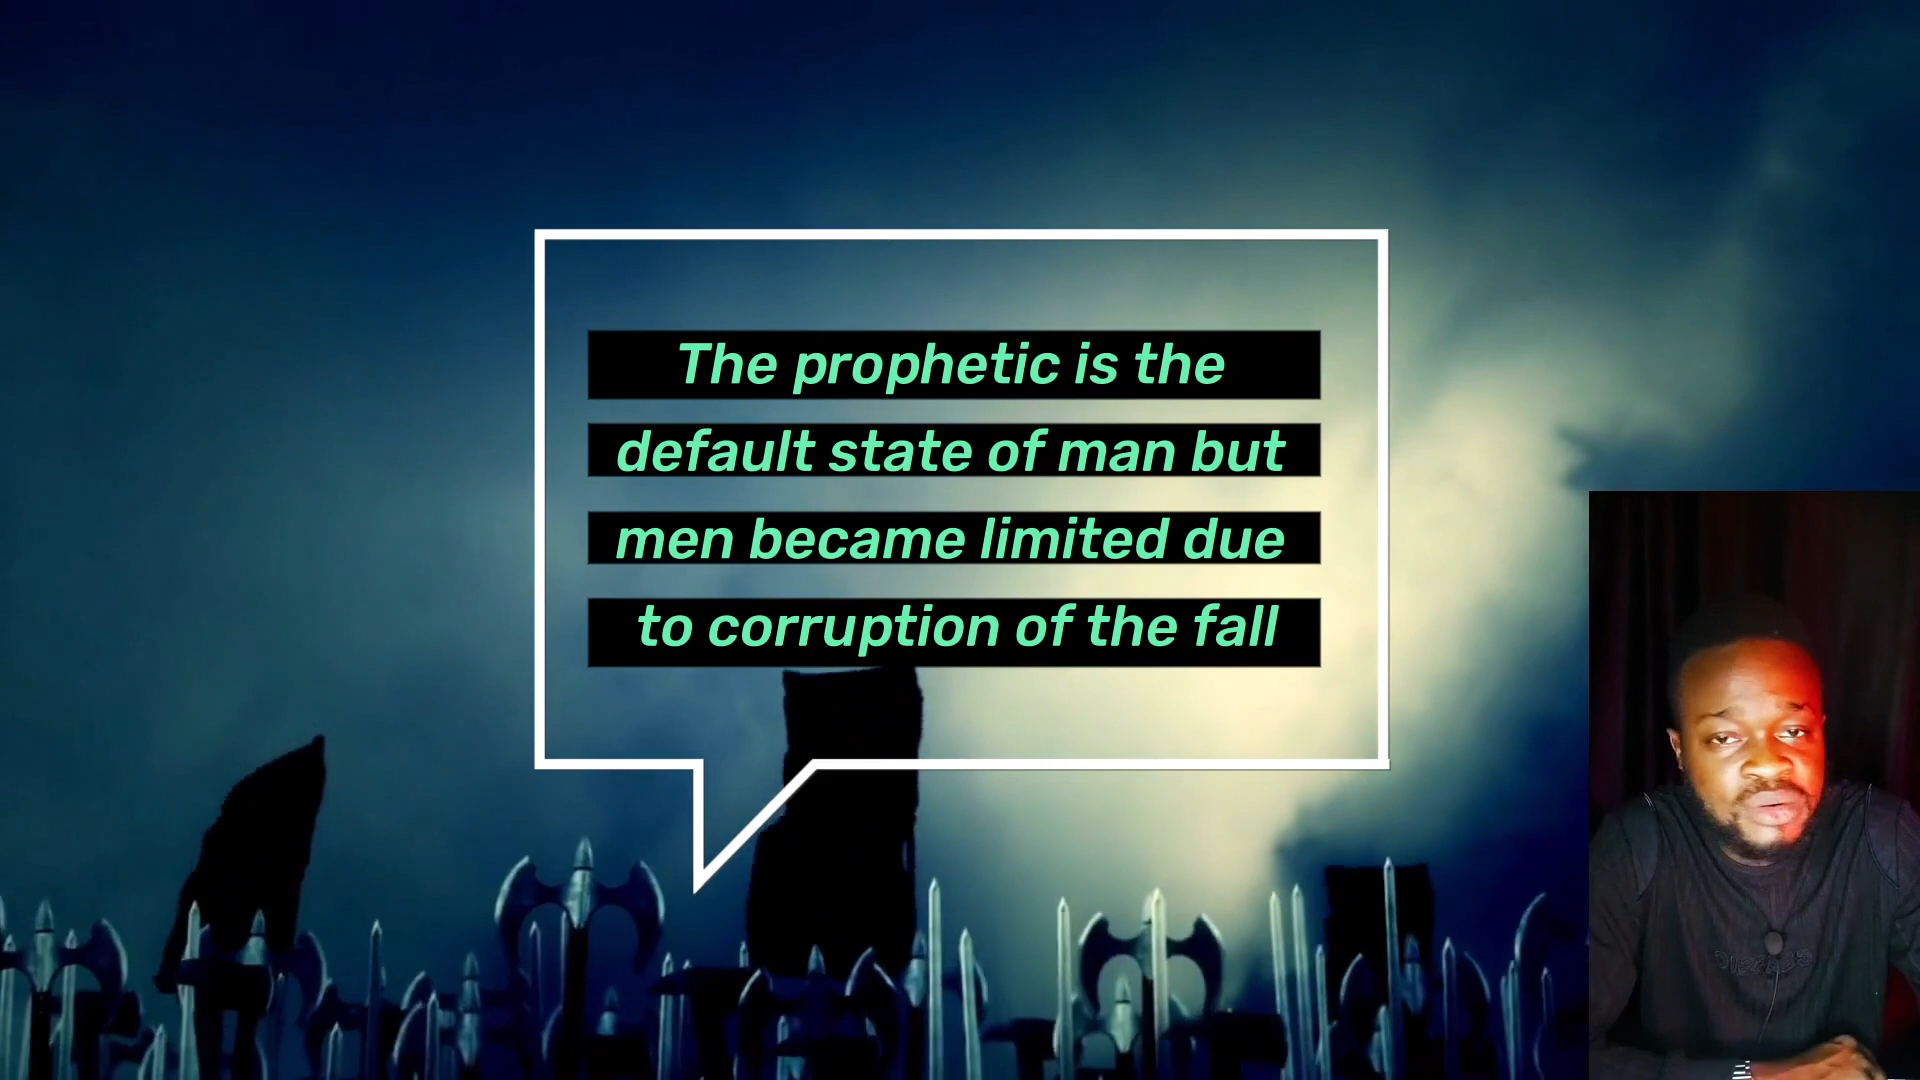 The prophetic is the
default state of man but
men became limited due
to corruption of the fall